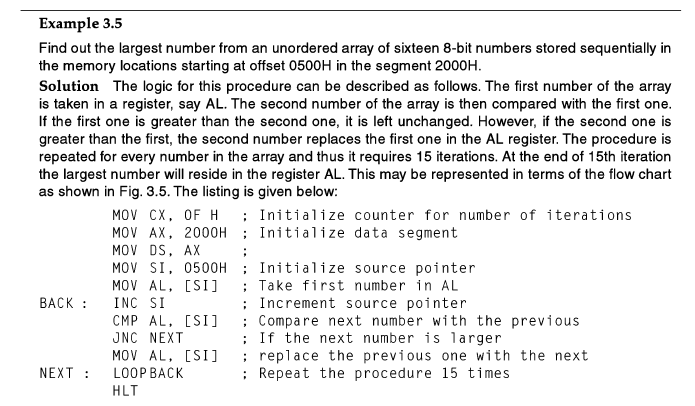 Example 3.5
Find out the largest number from an unordered array of sixteen 8-bit numbers stored sequentially in
the memory locations starting at offset 0500H in the segment 2000H.
Solution The logic for this procedure can be described as follows. The first number of the array
is taken in a register, say AL. The second number of the array is then compared with the first one.
If the first one is greater than the second one, it is left unchanged. However, if the second one is
greater than the first, the second number replaces the first one in the AL register. The procedure is
repeated for every number in the array and thus it requires 15 iterations. At the end of 15th iteration
the largest number will reside in the register AL. This may be represented in terms of the flow chart
as shown in Fig. 3.5. The listing is given below:
MOV CX, OF H ; Initialize counter for number of iterations
MOV AX, 2000H ; Initialize data segment
MOV DS, AX ;
MOV SI, 0500H ; Initialize source pointer
MOV AL, [SI] ; Take first number in AL
BACK : INC SI ; Increment source pointer
CMP AL, [SI] ; Compare next number with the previous
JNC NEXT ; If the next number is larger
MOV AL, [SI] ; replace the previous one with the next
NEXT : LOOPBACK ; Repeat the procedure 15 times
HLT